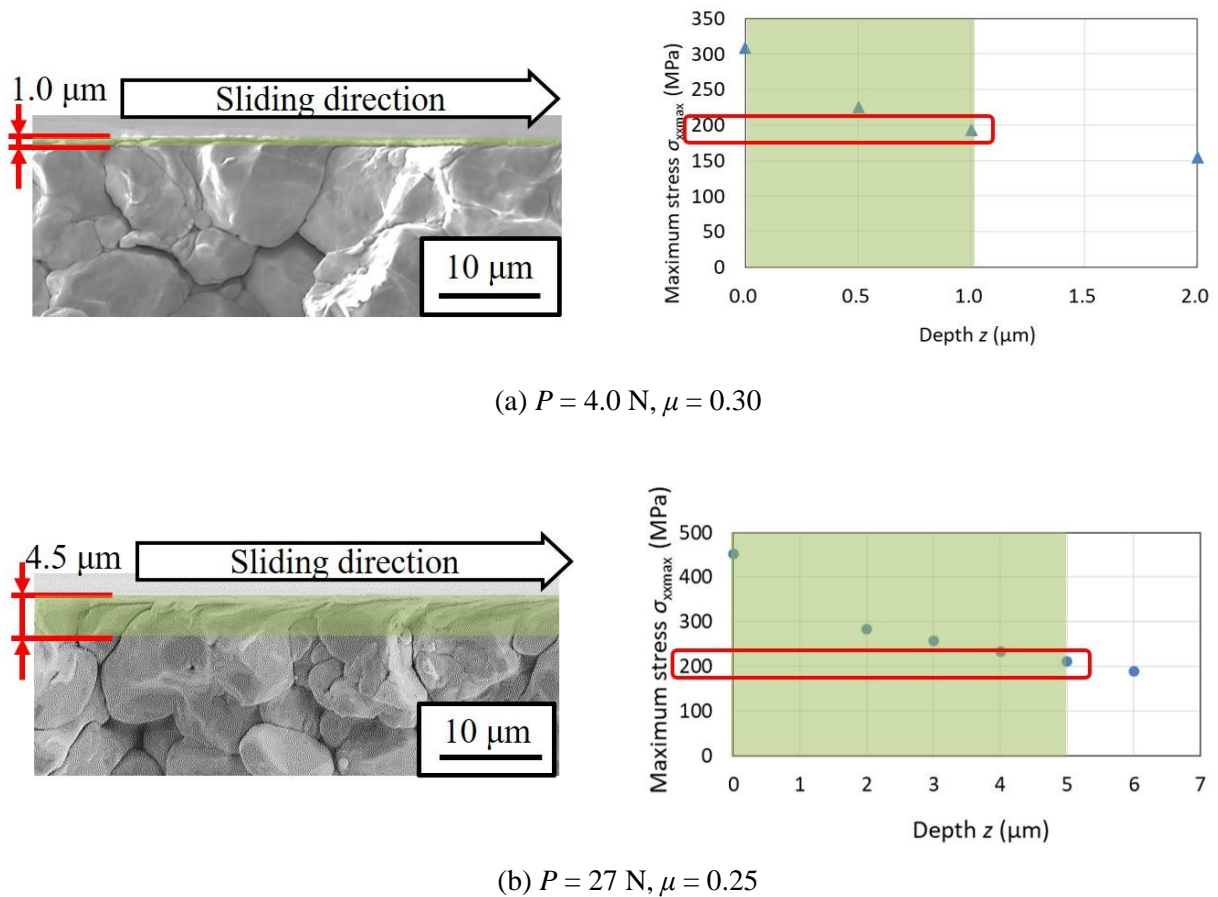 1.0 μm
Sliding direction
10 μm
Maximum stress σxxmax (MPa)
350
300
250
200
150
100
50
0
0.0 0.5 1.0 1.5 2.0
Depth z (μm)
(a) P = 4.0 N, μ = 0.30
4.5 μm
Sliding direction
10 μm
Maximum stress σxxmax (MPa)
500
400
300
200
100
0
0 1 2 3 4 5 6 7
Depth z (μm)
(b) P = 27 N, μ = 0.25